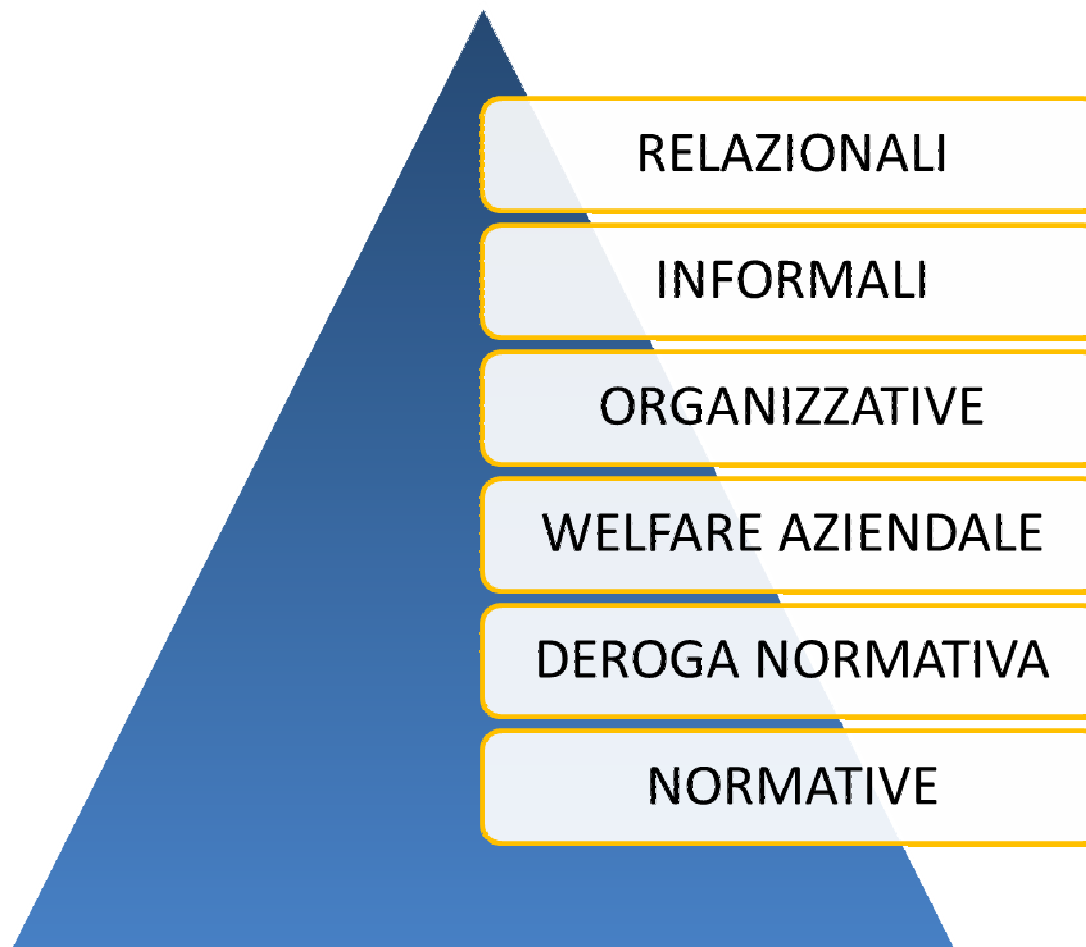 RELAZIONALI
INFORMALI
ORGANIZZATIVE
WELFARE AZIENDALE
DEROGA NORMATIVA
NORMATIVE